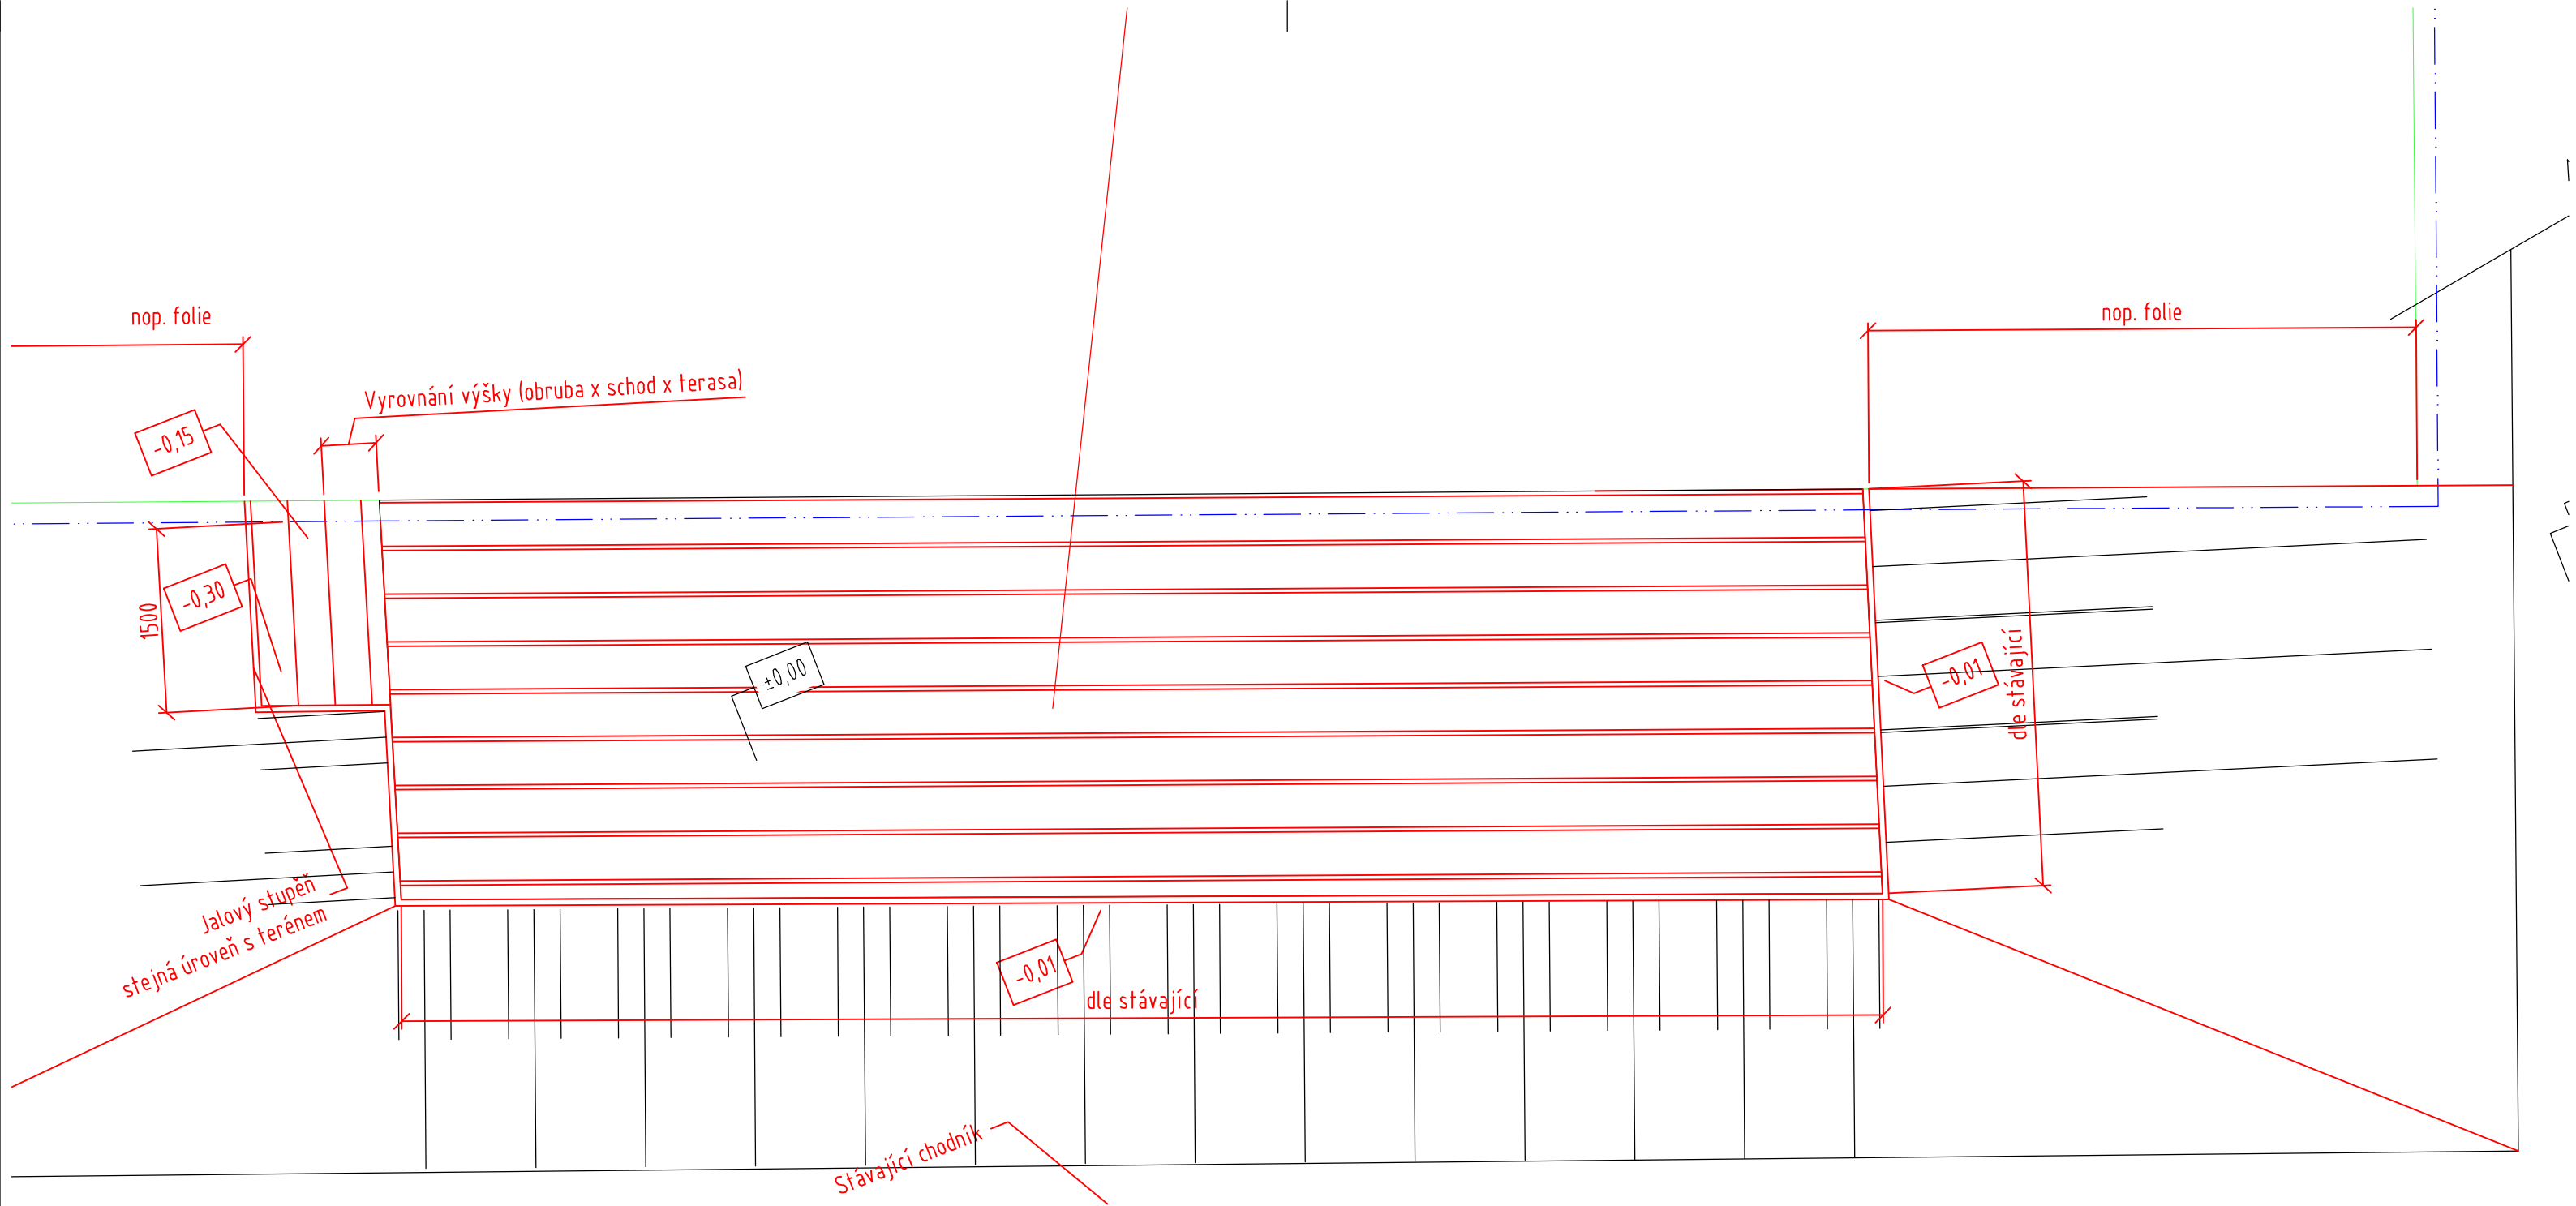 nop. folie
nop. folie
Vyrovnání výšky (obruba x schod x terasa)
-0,15
-0,30
1500
±0,00
-0,01
dle stávající
Jalový stupěň
stejná úroveň s terénem
-0,01
dle stávající
Stávající chodník